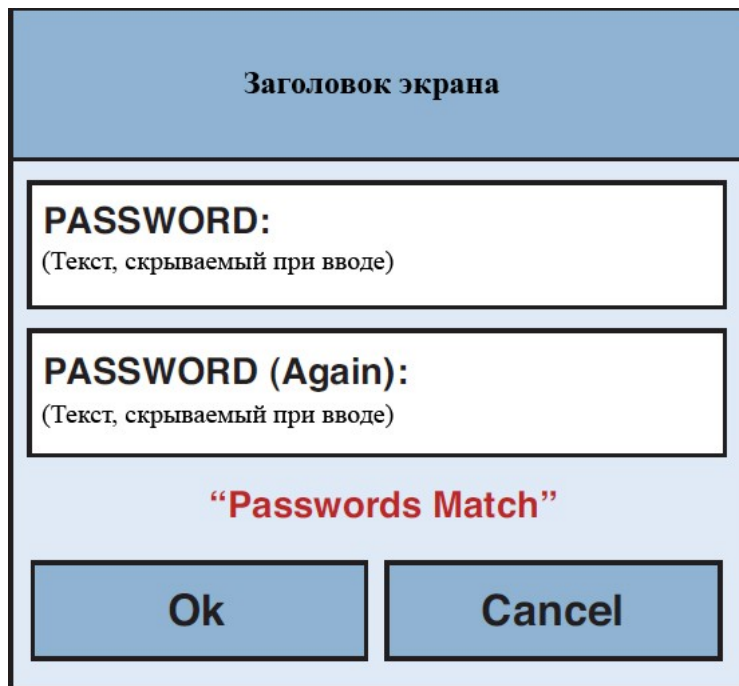 Заголовок экрана
PASSWORD:
(Текст, скрываемый при вводе)
PASSWORD (Again):
(Текст, скрываемый при вводе)
“Passwords Match”
Ok Cancel